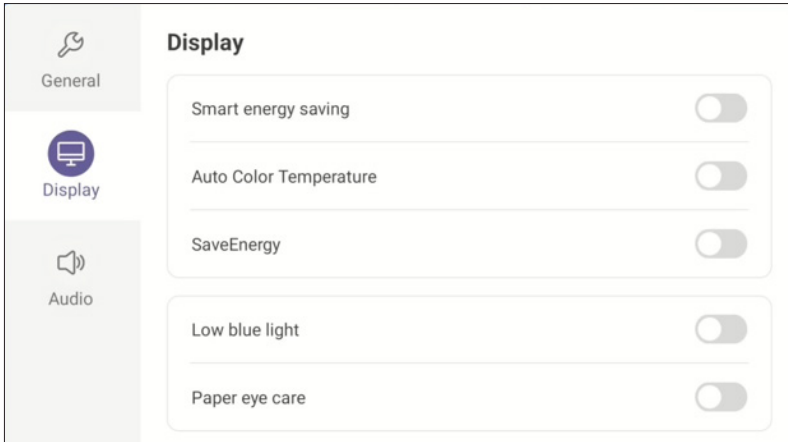 General
Display
Audio
Display
Smart energy saving
Auto Color Temperature
SaveEnergy
Low blue light
Paper eye care